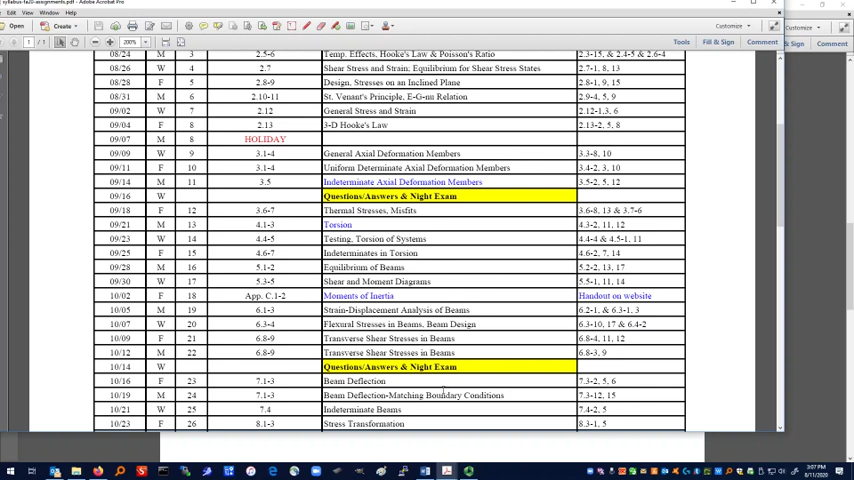 syllabus-fa20-assignments.pdf - Adobe Acrobat Pro
File Edit View Window Help
Open Create Customize
1 / 1 200% Tools Fill & Sign Comment
08/24 M 3 2.5-6 Temp. Effects, Hooke's Law & Poisson's Ratio 2.3-15, & 2.4-5 & 2.6-4
08/26 W 4 2.7 Shear Stress and Strain; Equilibrium for Shear Stress States 2.7-1, 8, 13
08/28 F 5 2.8-9 Design, Stresses on an Inclined Plane 2.8-1, 9, 15
08/31 M 6 2.10-11 St. Venant's Principle, E-G-nu Relation 2.9-4, 5, 9
09/02 W 7 2.12 General Stress and Strain 2.12-1,3, 6
09/04 F 8 2.13 3-D Hooke's Law 2.13-2, 5, 8
09/07 M 8 HOLIDAY
09/09 W 9 3.1-4 General Axial Deformation Members 3.3-8, 10
09/11 F 10 3.1-4 Uniform Determinate Axial Deformation Members 3.4-2, 3, 10
09/14 M 11 3.5 Indeterminate Axial Deformation Members 3.5-2, 5, 12
09/16 W Questions/Answers & Night Exam
09/18 F 12 3.6-7 Thermal Stresses, Misfits 3.6-8, 13 & 3.7-6
09/21 M 13 4.1-3 Torsion 4.3-2, 11, 12
09/23 W 14 4.4-5 Testing, Torsion of Systems 4.4-4 & 4.5-1, 11
09/25 F 15 4.6-7 Indeterminates in Torsion 4.6-2, 7, 14
09/28 M 16 5.1-2 Equilibrium of Beams 5.2-2, 13, 17
09/30 W 17 5.3-5 Shear and Moment Diagrams 5.5-1, 11, 14
10/02 F 18 App. C.1-2 Moments of Inertia Handout on website
10/05 M 19 6.1-3 Strain-Displacement Analysis of Beams 6.2-1, & 6.3-1, 3
10/07 W 20 6.3-4 Flexural Stresses in Beams, Beam Design 6.3-10, 17 & 6.4-2
10/09 F 21 6.8-9 Transverse Shear Stresses in Beams 6.8-4, 11, 12
10/12 M 22 6.8-9 Transverse Shear Stresses in Beams 6.8-3, 9
10/14 W Questions/Answers & Night Exam
10/16 F 23 7.1-3 Beam Deflection 7.3-2, 5, 6
10/19 M 24 7.1-3 Beam Deflection-Matching Boundary Conditions 7.3-12, 15
10/21 W 25 7.4 Indeterminate Beams 7.4-2, 5
10/23 F 26 8.1-3 Stress Transformation 8.3-1, 5
Customize
Sign Comment
3:07 PM
8/11/2020